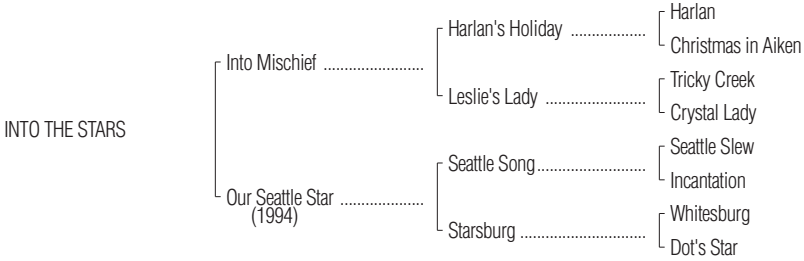 Harlan
Harlan's Holiday ....................
Christmas in Aiken
Into Mischief ...........................
Tricky Creek
Leslie's Lady ...........................
Crystal Lady
INTO THE STARS
Seattle Slew
Seattle Song.............................
Incantation
Our Seattle Star ......................
(1994)
Whitesburg
Starsburg ..................................
Dot's Star